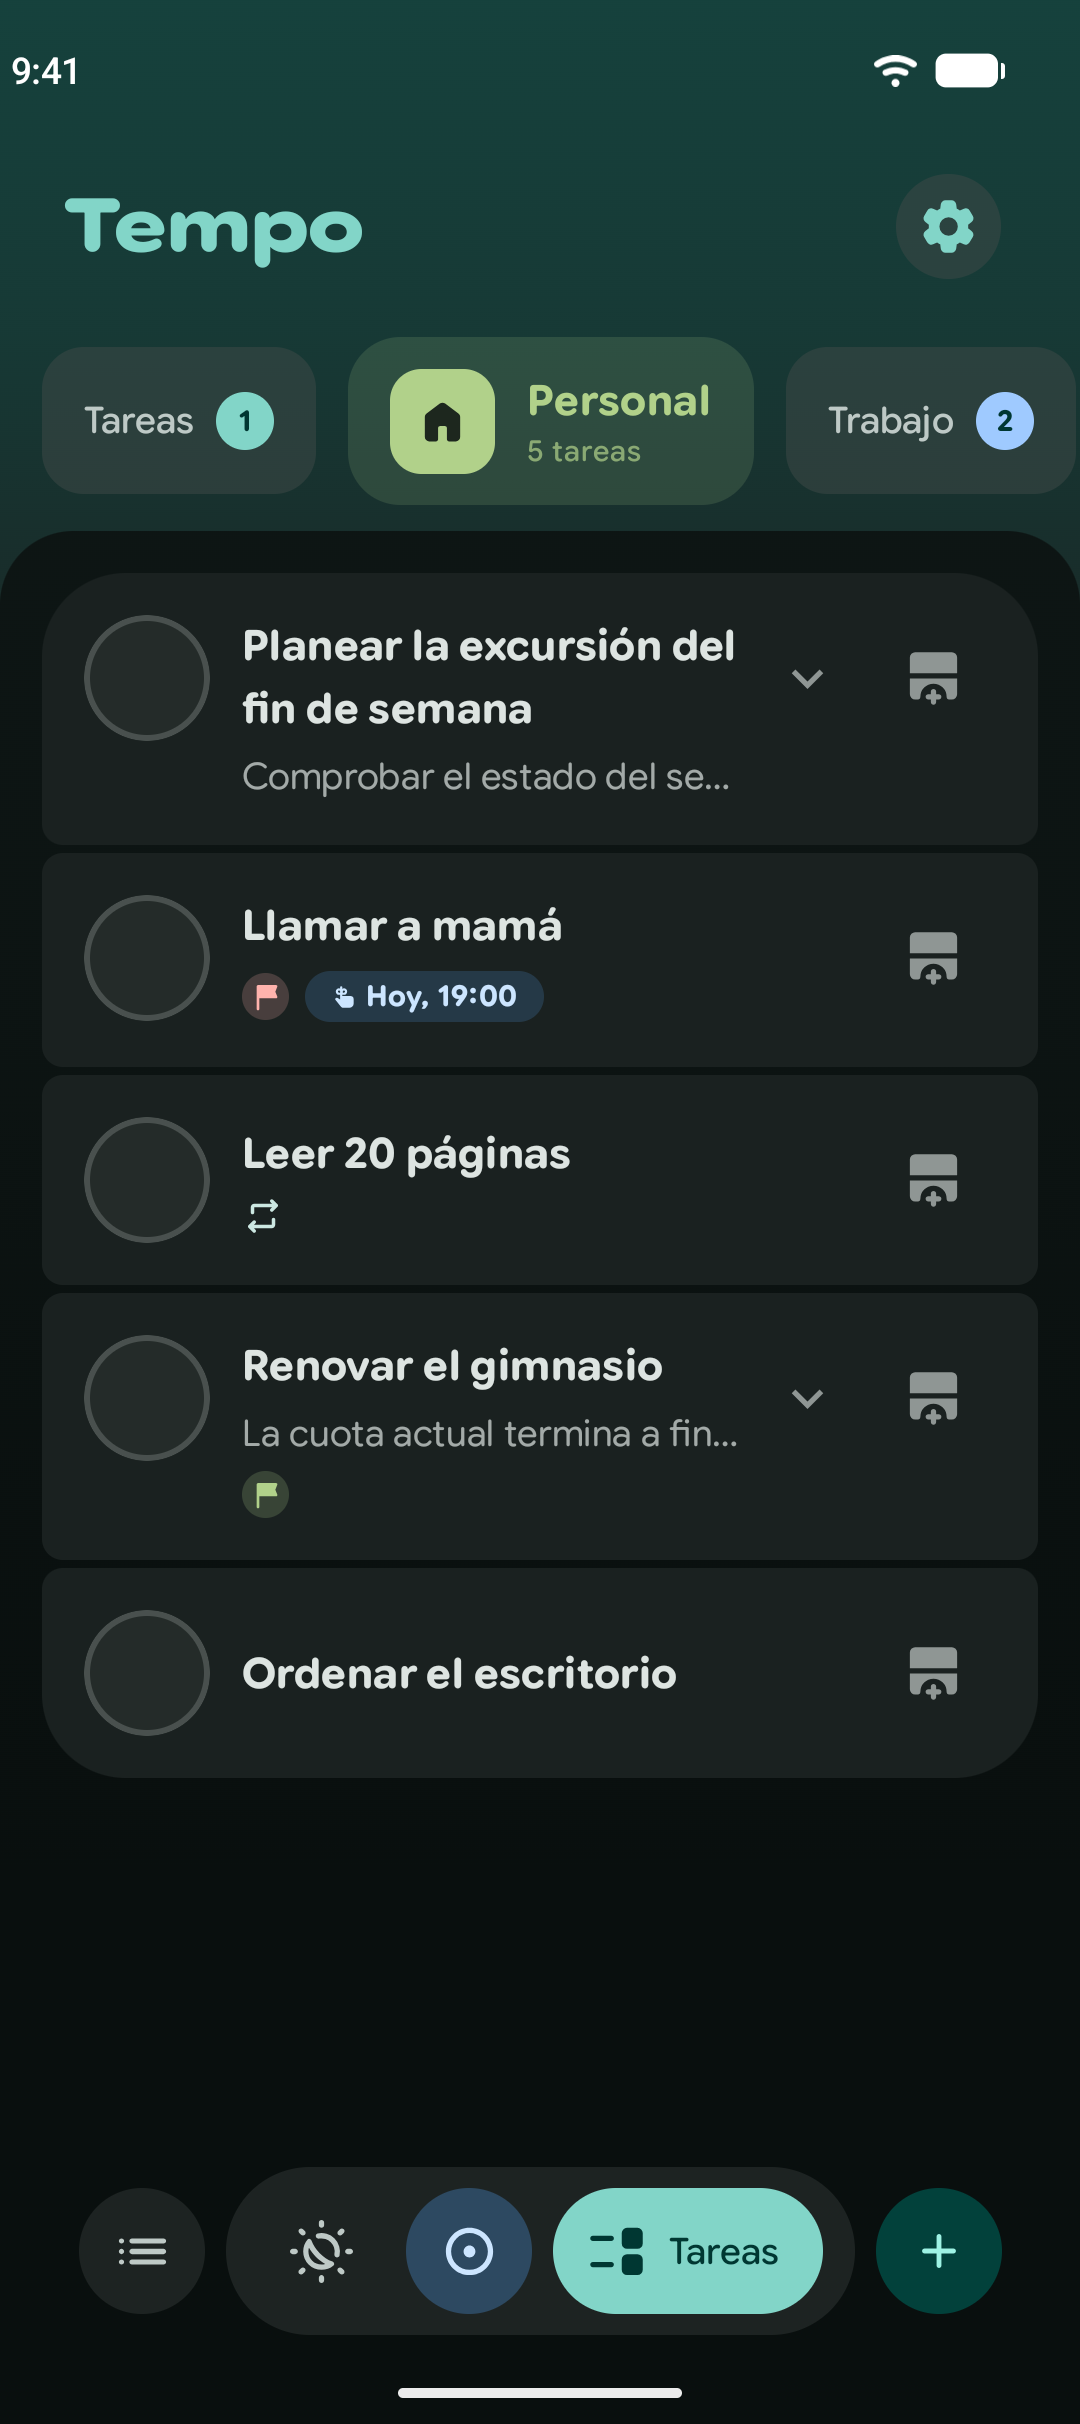 9:41
Tempo
Tareas 1
Personal
5 tareas
Trabajo 2
Planear la excursión del
fin de semana
Comprobar el estado del se...
Llamar a mamá
Hoy, 19:00
Leer 20 páginas
Renovar el gimnasio
La cuota actual termina a fin...
Ordenar el escritorio
Tareas